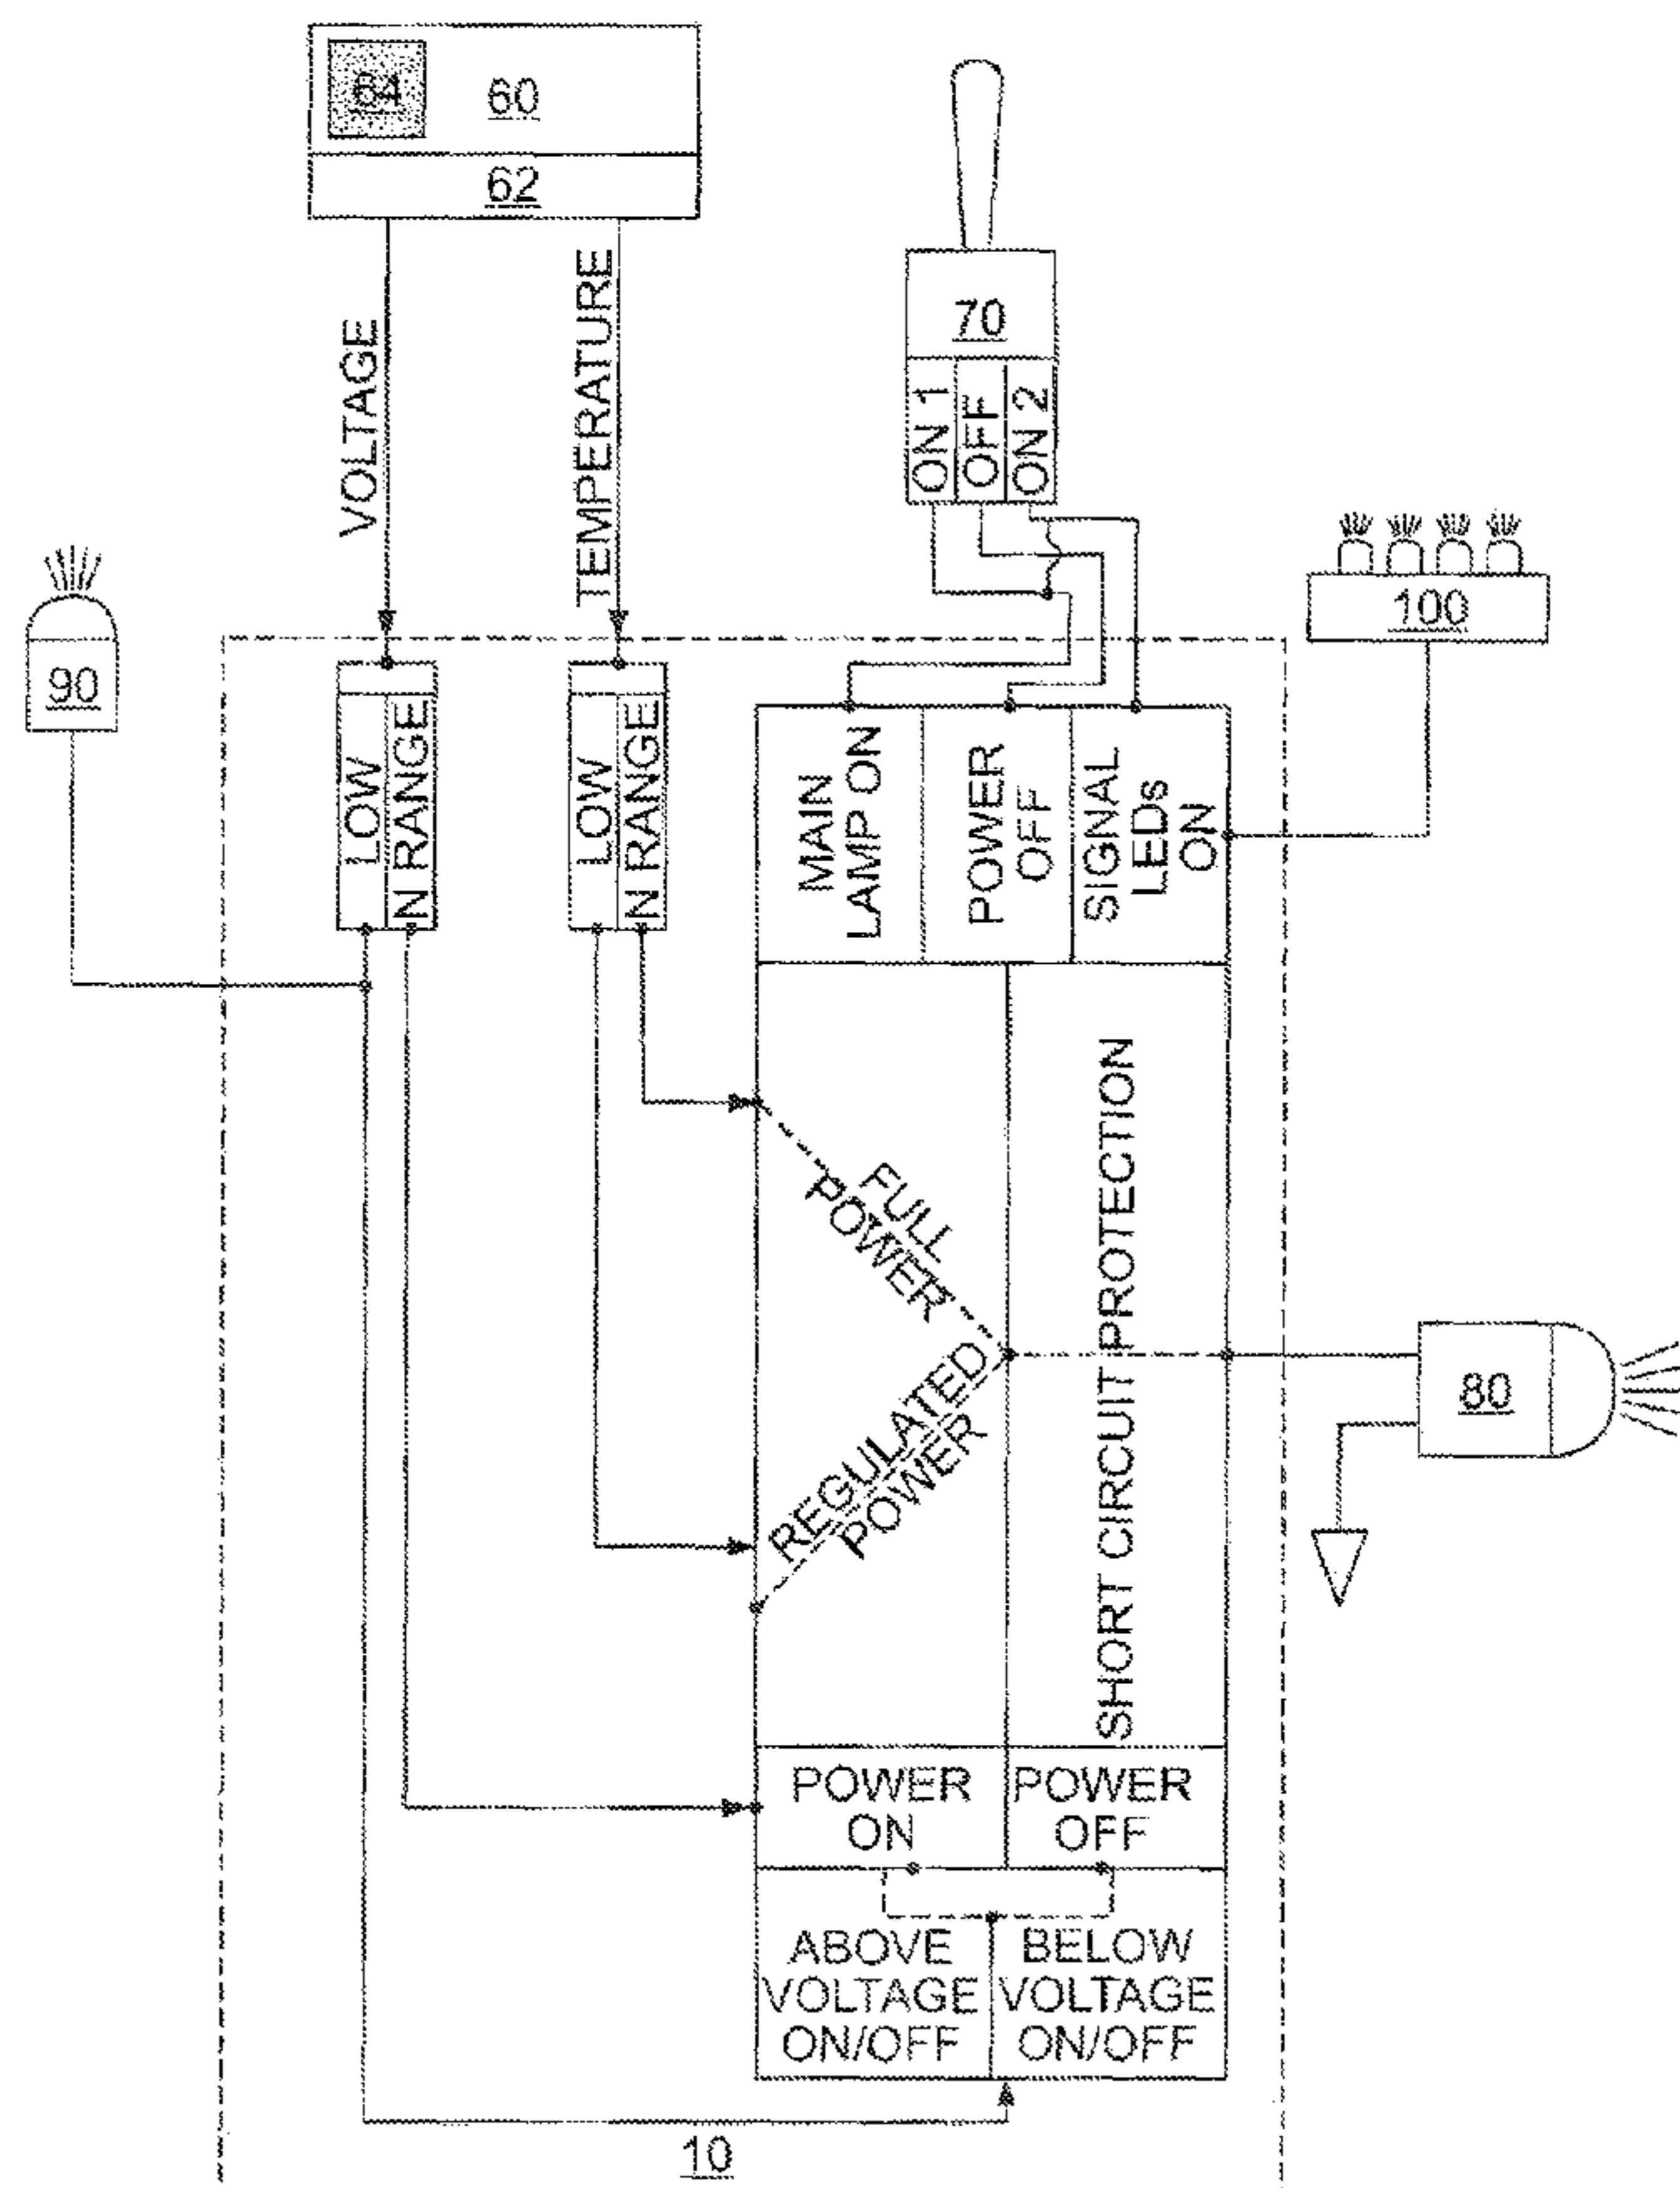 64
60
62
VOLTAGE
TEMPERATURE
70
ON 1
OFF
ON 2
90
100
LOW
N RANGE
LOW
N RANGE
MAIN
LAMP ON
POWER
OFF
SIGNAL
LEDs
ON
FULL
POWER
REGULATED
POWER
SHORT CIRCUIT PROTECTION
80
POWER
ON
POWER
OFF
ABOVE
VOLTAGE
ON/OFF
BELOW
VOLTAGE
ON/OFF
10